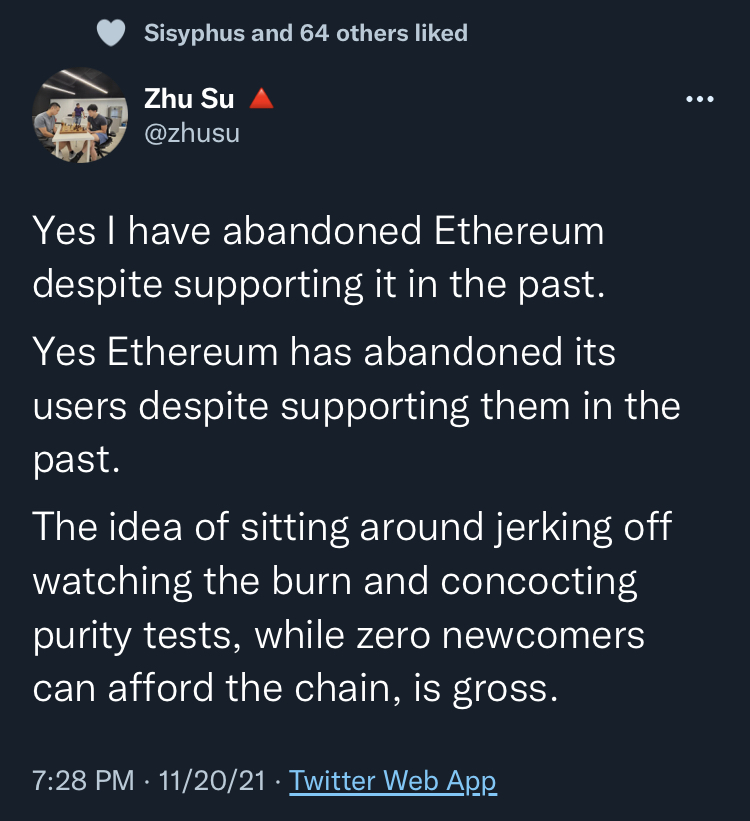 Sisyphus and 64 others liked
Zhu Su 🔺
@zhusu
Yes I have abandoned Ethereum
despite supporting it in the past.
Yes Ethereum has abandoned its
users despite supporting them in the
past.
The idea of sitting around jerking off
watching the burn and concocting
purity tests, while zero newcomers
can afford the chain, is gross.
7:28 PM · 11/20/21 · Twitter Web App